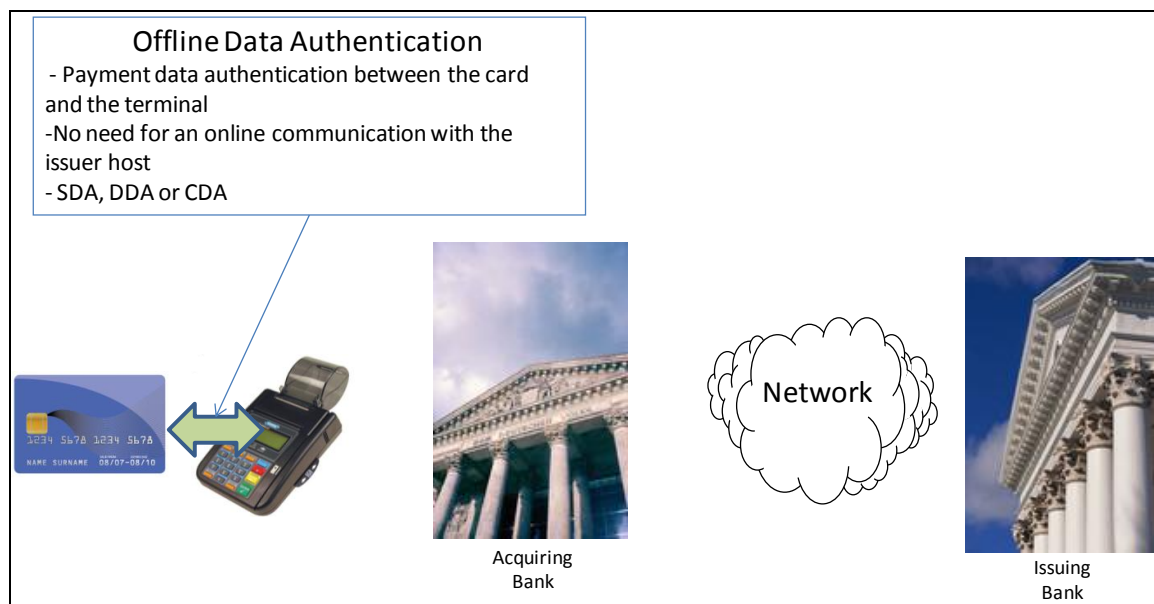 Offline Data Authentication
- Payment data authentication between the card
and the terminal
-No need for an online communication with the
issuer host
- SDA, DDA or CDA
Network
1234 5678 1234 5678
NAME SURNAME 08/07-08/10
Acquiring
Bank
Issuing
Bank